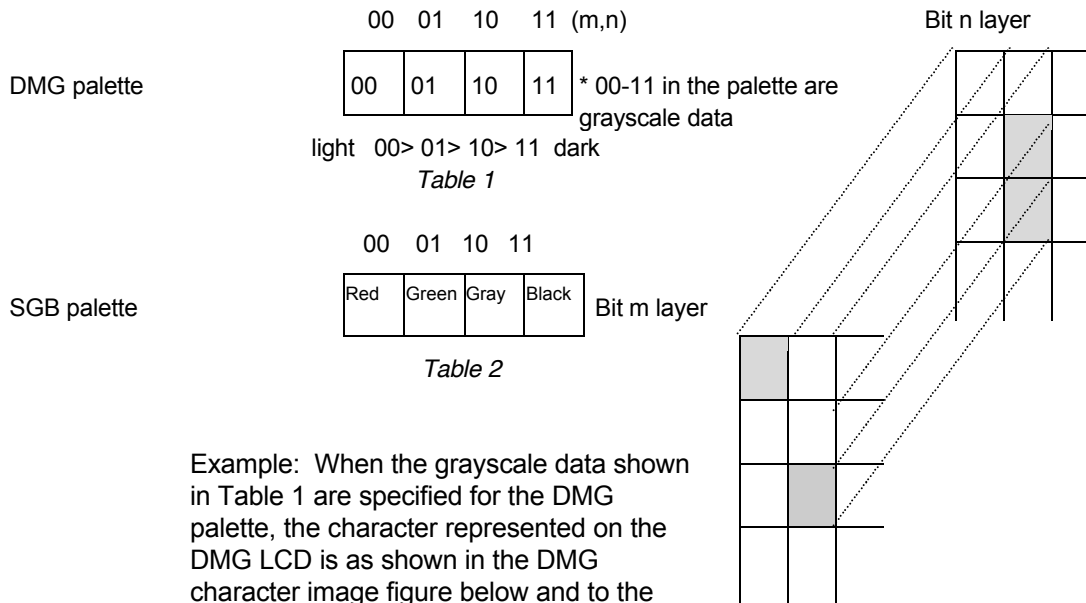 00 01 10 11 (m,n)
Bit n layer
DMG palette
00 01 10 11 * 00-11 in the palette are
grayscale data
light 00> 01> 10> 11 dark
Table 1
00 01 10 11
SGB palette
Red Green Gray Black Bit m layer
Table 2
Example: When the grayscale data shown
in Table 1 are specified for the DMG
palette, the character represented on the
DMG LCD is as shown in the DMG
character image figure below and to the